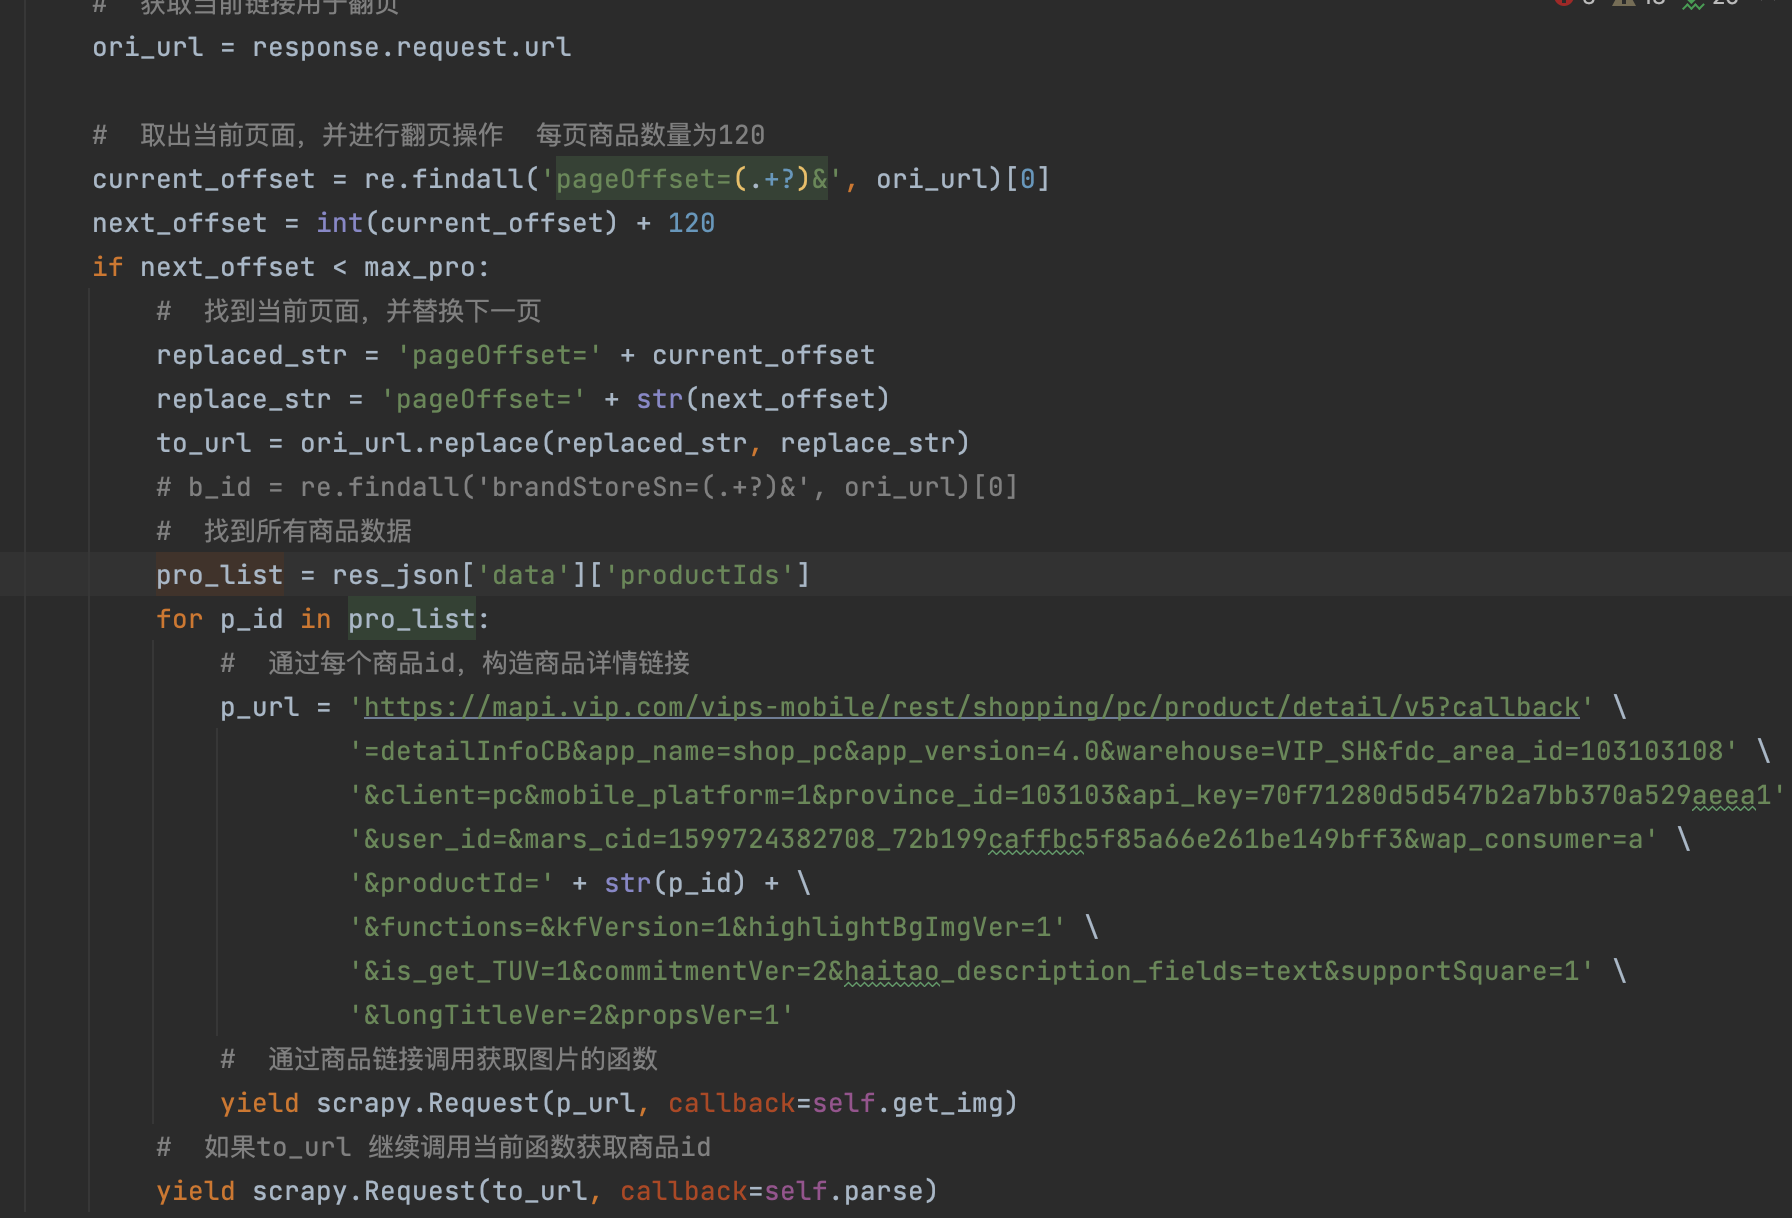 # 获取当前链接用于翻页
ori_url = response.request.url
# 取出当前页面，并进行翻页操作 每页商品数量为120
current_offset = re.findall('pageOffset=(.+?)&', ori_url)[0]
next_offset = int(current_offset) + 120
if next_offset < max_pro:
# 找到当前页面，并替换下一页
replaced_str = 'pageOffset=' + current_offset
replace_str = 'pageOffset=' + str(next_offset)
to_url = ori_url.replace(replaced_str, replace_str)
# b_id = re.findall('brandStoreSn=(.+?)&', ori_url)[0]
# 找到所有商品数据
pro_list = res_json['data']['productIds']
for p_id in pro_list:
# 通过每个商品id，构造商品详情链接
p_url = 'https://mapi.vip.com/vips-mobile/rest/shopping/pc/product/detail/v5?callback' \
'=detailInfoCB&app_name=shop_pc&app_version=4.0&warehouse=VIP_SH&fdc_area_id=103103108' \
'&client=pc&mobile_platform=1&province_id=103103&api_key=70f71280d5d547b2a7bb370a529aeea1'
'&user_id=&mars_cid=1599724382708_72b199caffbc5f85a66e261be149bff3&wap_consumer=a' \
'&productId=' + str(p_id) + \
'&functions=&kfVersion=1&highlightBgImgVer=1' \
'&is_get_TUV=1&commitmentVer=2&haitao_description_fields=text&supportSquare=1' \
'&longTitleVer=2&propsVer=1'
# 通过商品链接调用获取图片的函数
yield scrapy.Request(p_url, callback=self.get_img)
# 如果to_url 继续调用当前函数获取商品id
yield scrapy.Request(to_url, callback=self.parse)